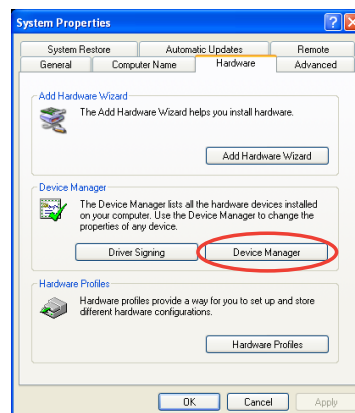 System Properties
System Restore Automatic Updates Remote
General Computer Name Hardware Advanced
Add Hardware Wizard
The Add Hardware Wizard helps you install hardware.
Add Hardware Wizard
Device Manager
The Device Manager lists all the hardware devices installed
on your computer. Use the Device Manager to change the
properties of any device.
Driver Signing Device Manager
Hardware Profiles
Hardware profiles provide a way for you to set up and store
different hardware configurations.
Hardware Profiles
OK Cancel Apply